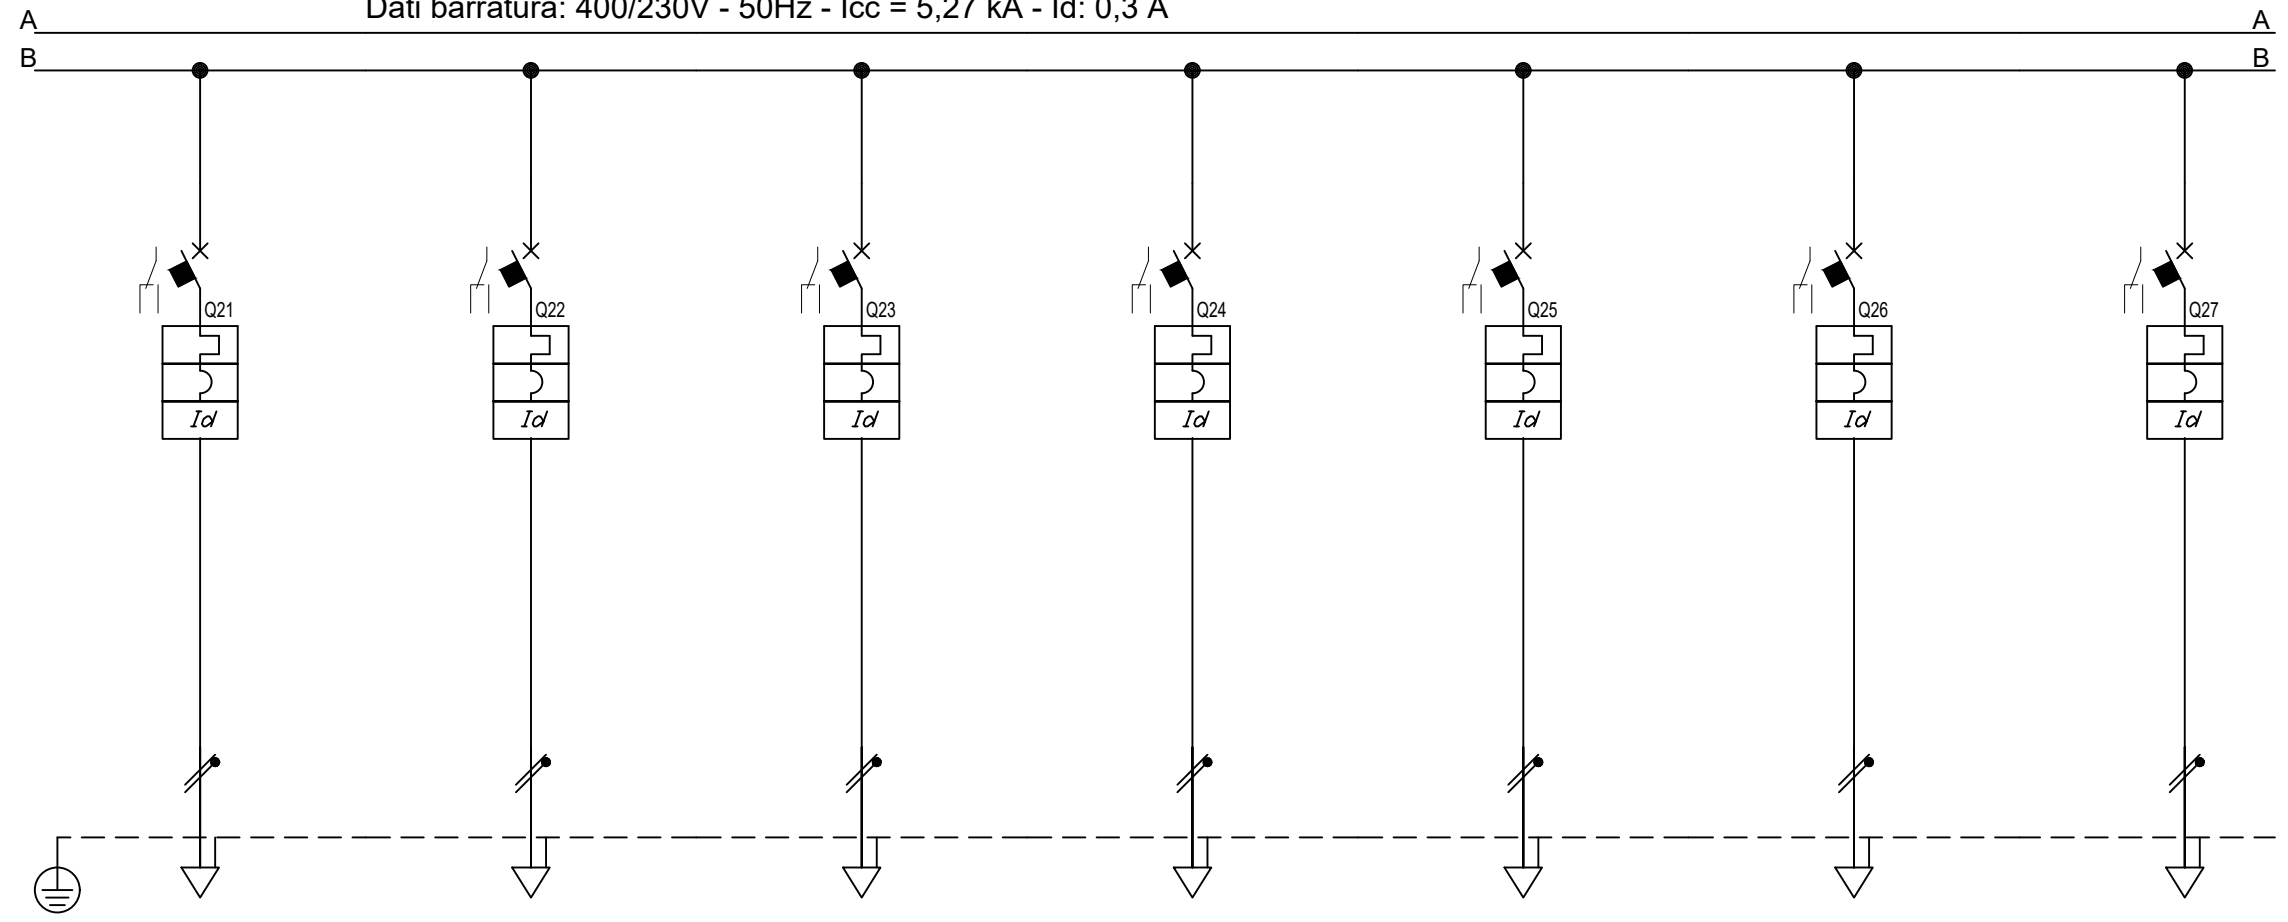 Dati barratura: 400/230V - 50Hz - Icc = 5,27 kA - Id: 0,3 A
A A
B B
Q21 Q22 Q23 Q24 Q25 Q26 Q27
Id Id Id Id Id Id Id